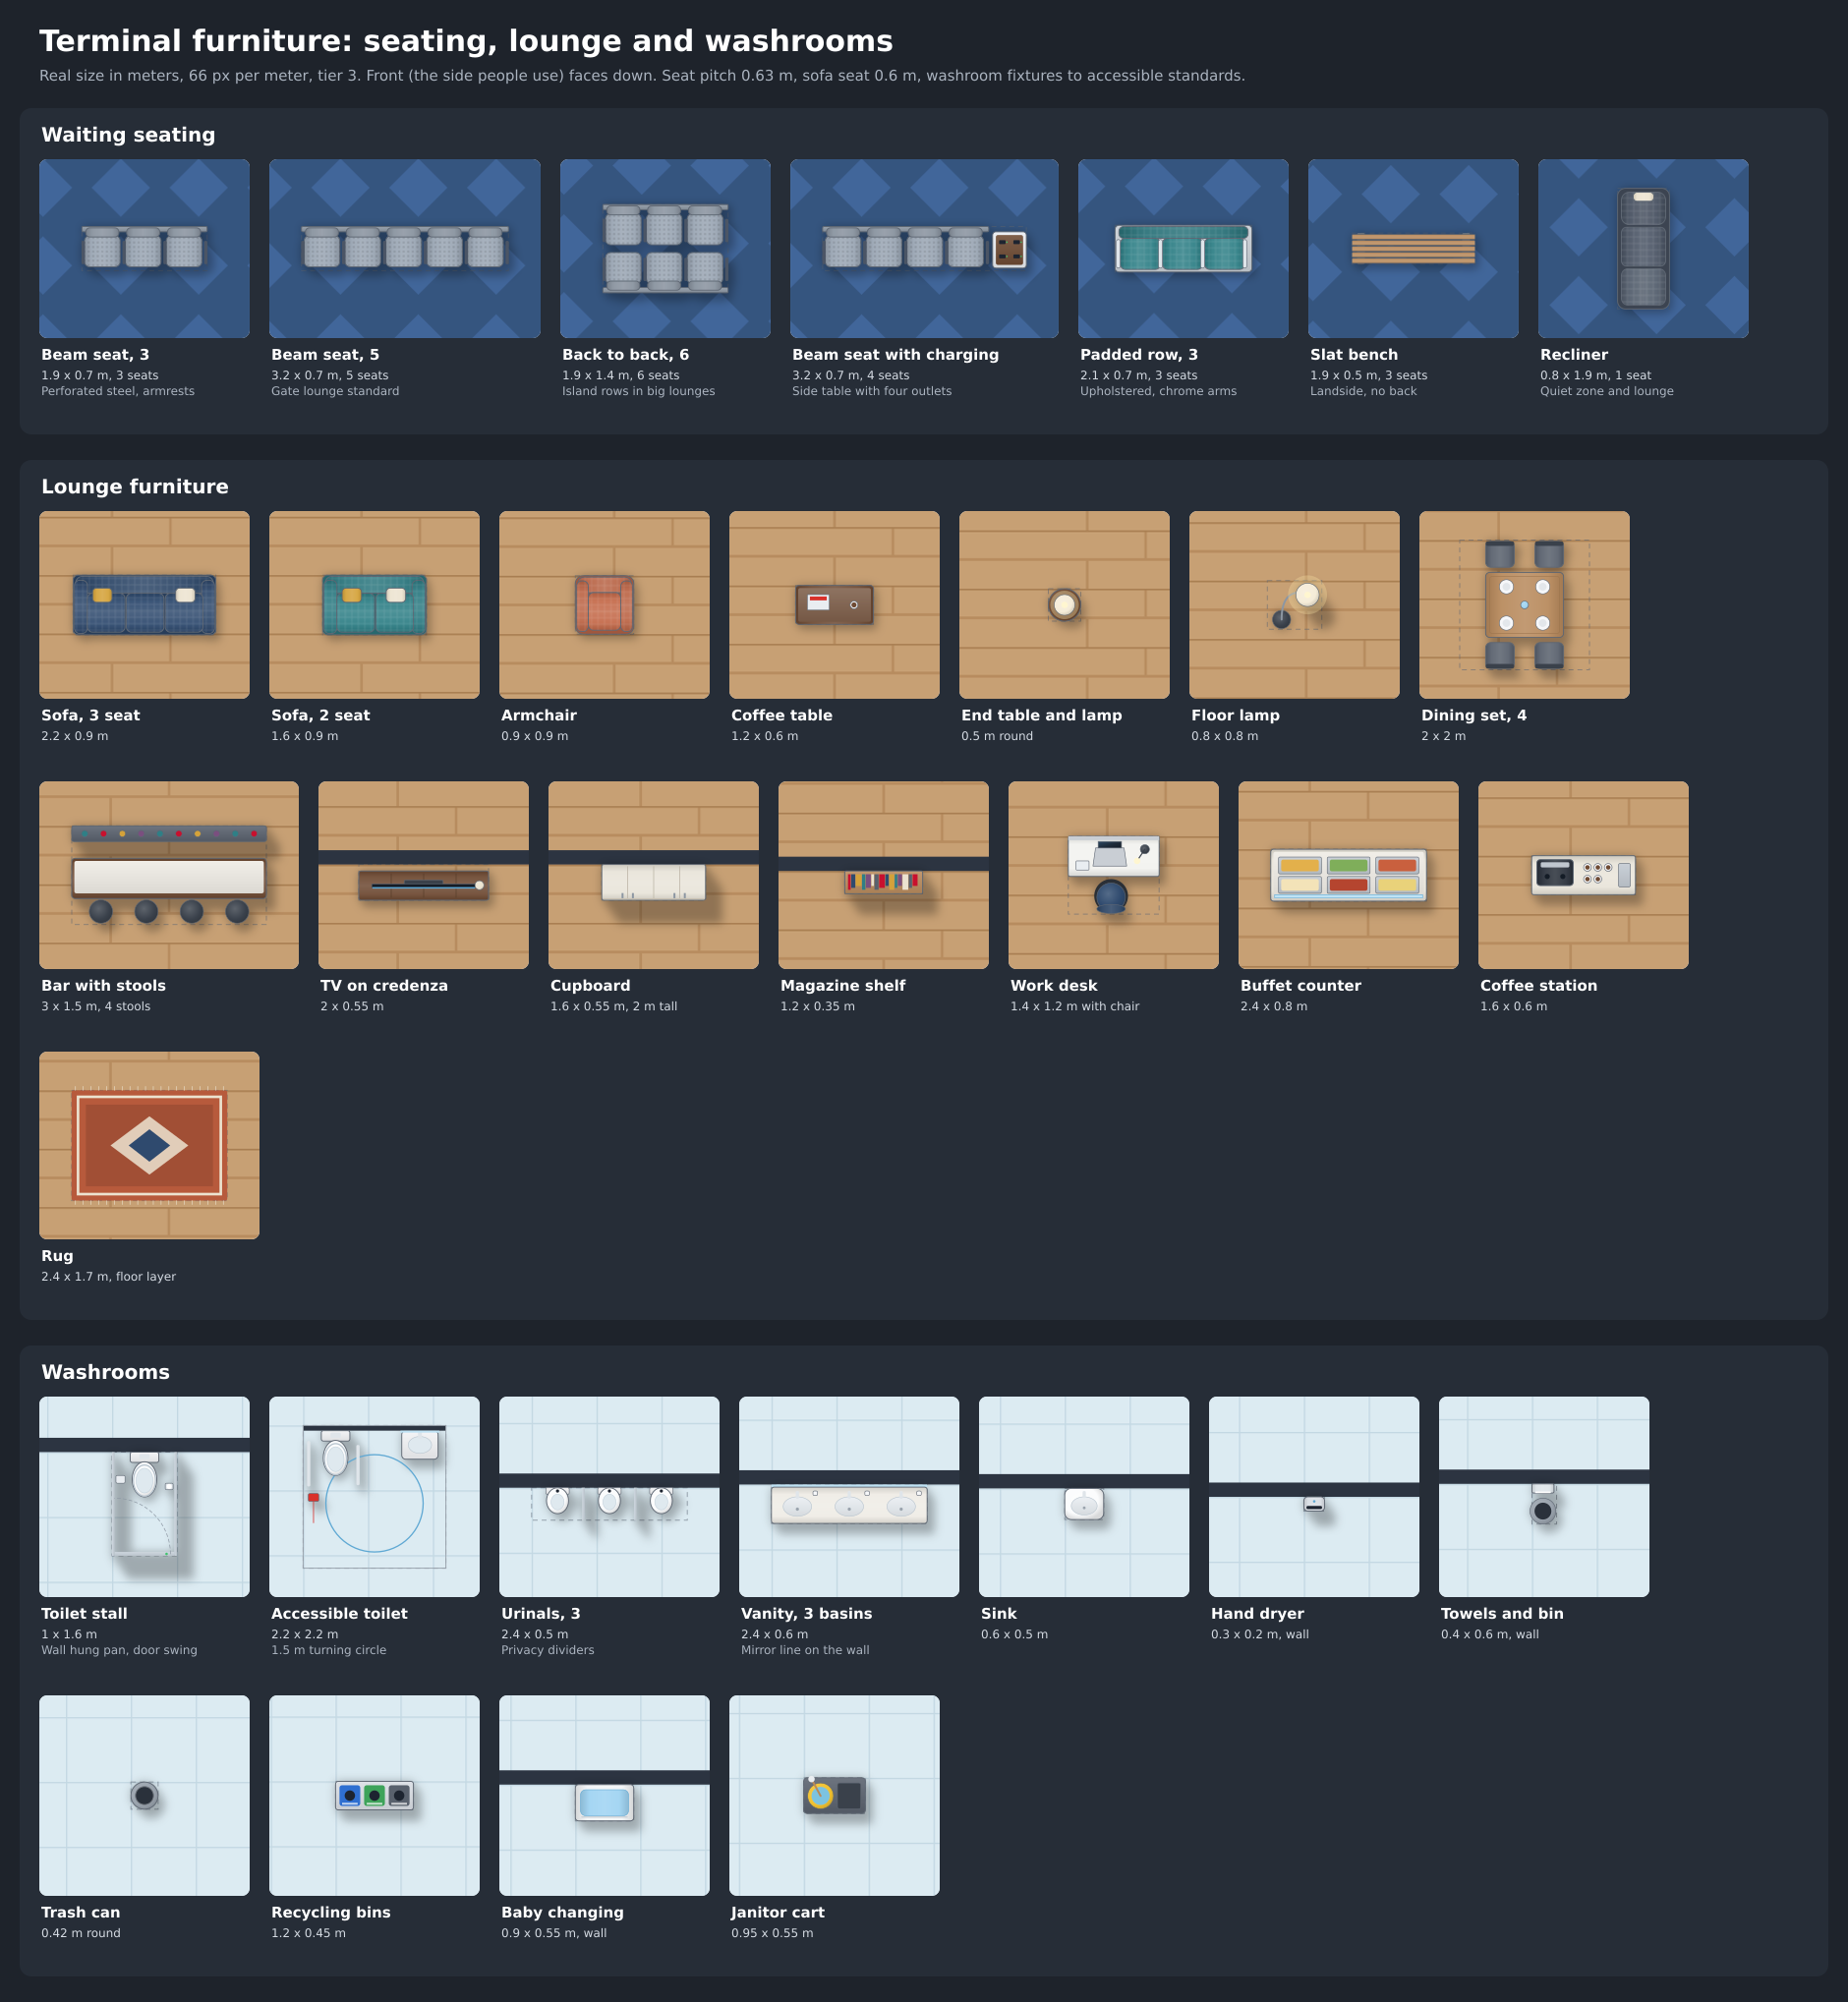 Terminal furniture: seating, lounge and washrooms
Real size in meters, 66 px per meter, tier 3. Front (the side people use) faces down. Seat pitch 0.63 m, sofa seat 0.6 m, washroom fixtures to accessible standards.
Waiting seating
Beam seat, 3
1.9 x 0.7 m, 3 seats
Perforated steel, armrests
Beam seat, 5
3.2 x 0.7 m, 5 seats
Gate lounge standard
Back to back, 6
1.9 x 1.4 m, 6 seats
Island rows in big lounges
Beam seat with charging
3.2 x 0.7 m, 4 seats
Side table with four outlets
Padded row, 3
2.1 x 0.7 m, 3 seats
Upholstered, chrome arms
Slat bench
1.9 x 0.5 m, 3 seats
Landside, no back
Recliner
0.8 x 1.9 m, 1 seat
Quiet zone and lounge
Lounge furniture
Sofa, 3 seat
2.2 x 0.9 m
Sofa, 2 seat
1.6 x 0.9 m
Armchair
0.9 x 0.9 m
Coffee table
1.2 x 0.6 m
End table and lamp
0.5 m round
Floor lamp
0.8 x 0.8 m
Dining set, 4
2 x 2 m
Bar with stools
3 x 1.5 m, 4 stools
TV on credenza
2 x 0.55 m
Cupboard
1.6 x 0.55 m, 2 m tall
Magazine shelf
1.2 x 0.35 m
Work desk
1.4 x 1.2 m with chair
Buffet counter
2.4 x 0.8 m
Coffee station
1.6 x 0.6 m
Rug
2.4 x 1.7 m, floor layer
Washrooms
Toilet stall
1 x 1.6 m
Wall hung pan, door swing
Accessible toilet
2.2 x 2.2 m
1.5 m turning circle
Urinals, 3
2.4 x 0.5 m
Privacy dividers
Vanity, 3 basins
2.4 x 0.6 m
Mirror line on the wall
Sink
0.6 x 0.5 m
Hand dryer
0.3 x 0.2 m, wall
Towels and bin
0.4 x 0.6 m, wall
Trash can
0.42 m round
Recycling bins
1.2 x 0.45 m
Baby changing
0.9 x 0.55 m, wall
Janitor cart
0.95 x 0.55 m